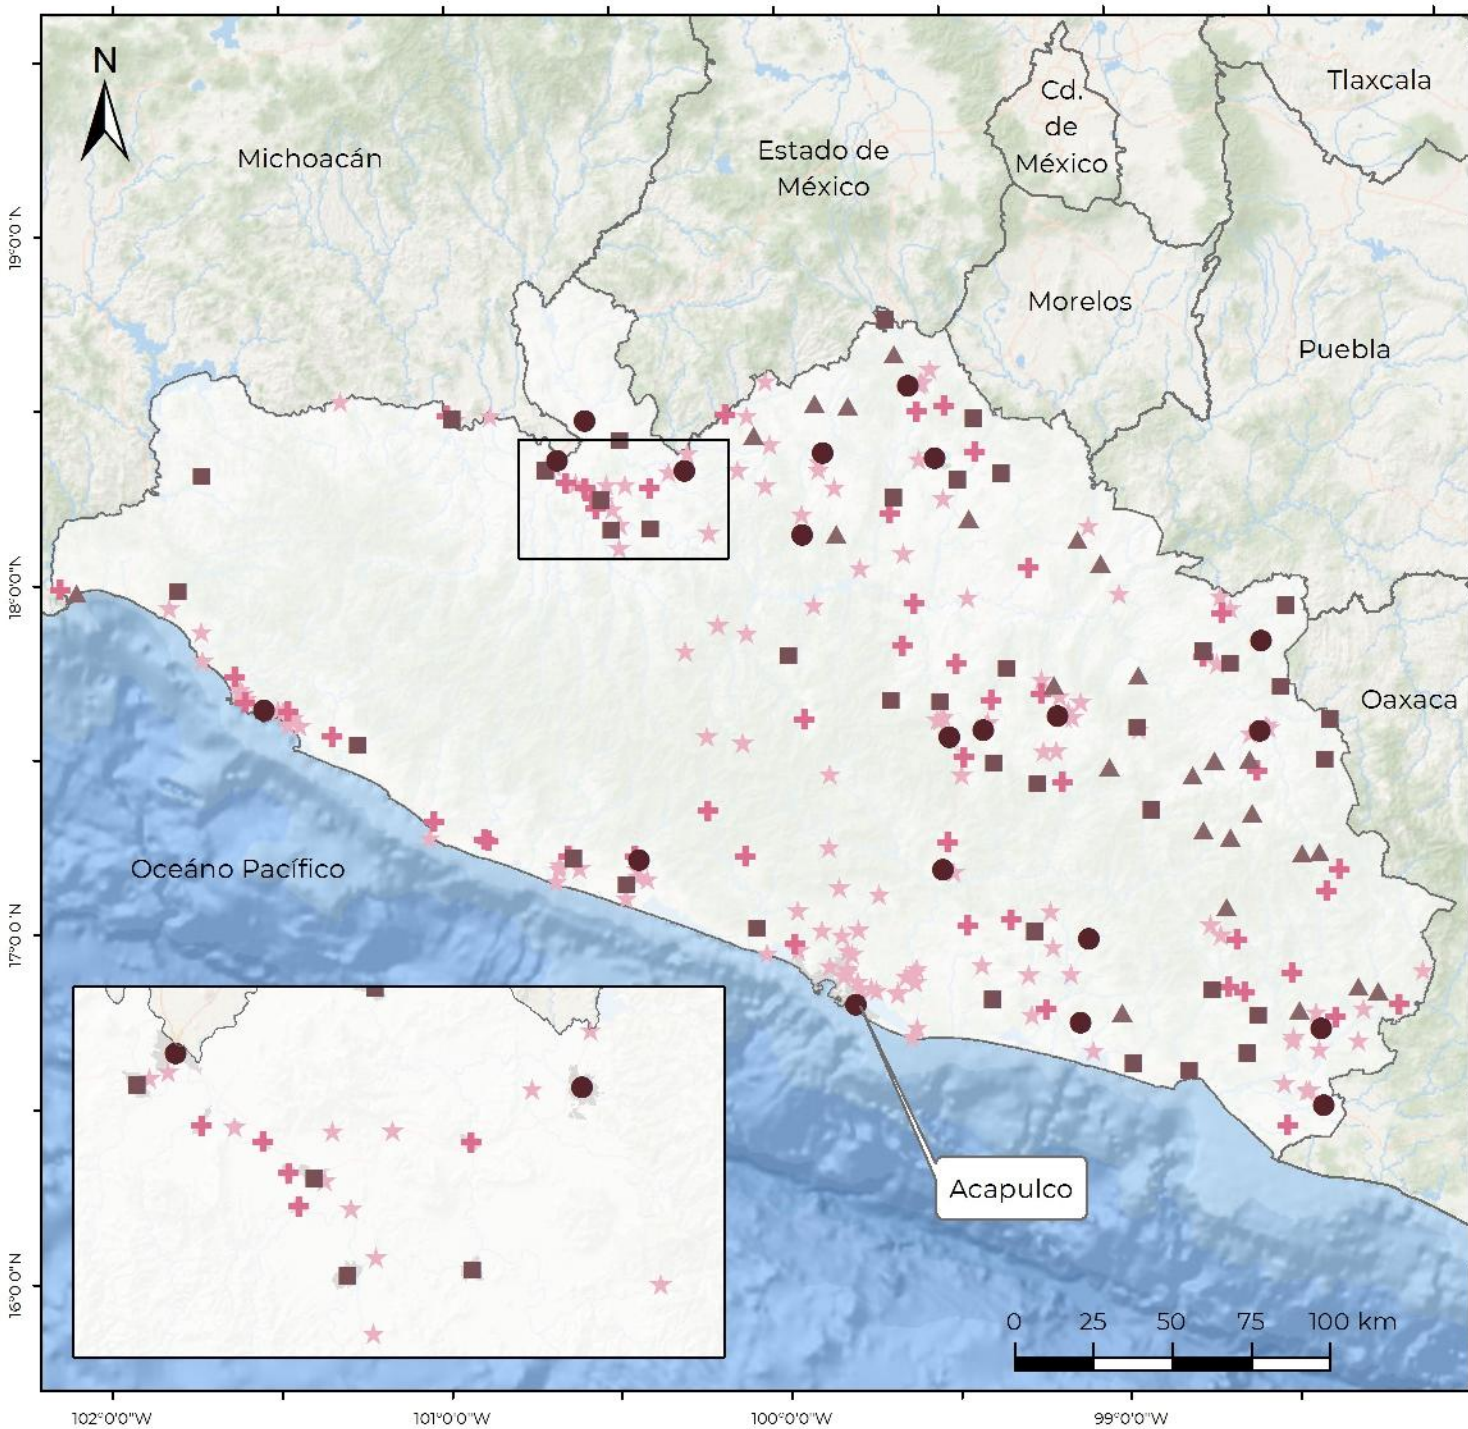 N
Michoacán
Estado de
México
Cd.
de
México
Tlaxcala
Morelos
Puebla
Oaxaca
Oceáno Pacífico
Acapulco
0 25 50 75 100 km
19°0'0"N
18°0'0"N
17°0'0"N
16°0'0"N
102°0'0"W 101°0'0"W 100°0'0"W 99°0'0"W